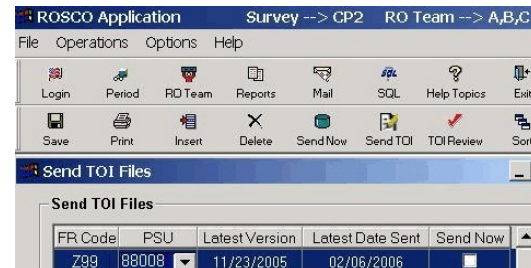 ROSCO Application Survey --> CP2 RO Team --> A,B,C
File Operations Options Help
Login Period RO Team Reports Mail SQL Help Topics Exit
Save Print Insert Delete Send Now Send TOI TOI Review Sort
Send TOI Files
Send TOI Files
FR Code PSU Latest Version Latest Date Sent Send Now
Z99 88008 11/23/2005 02/06/2006